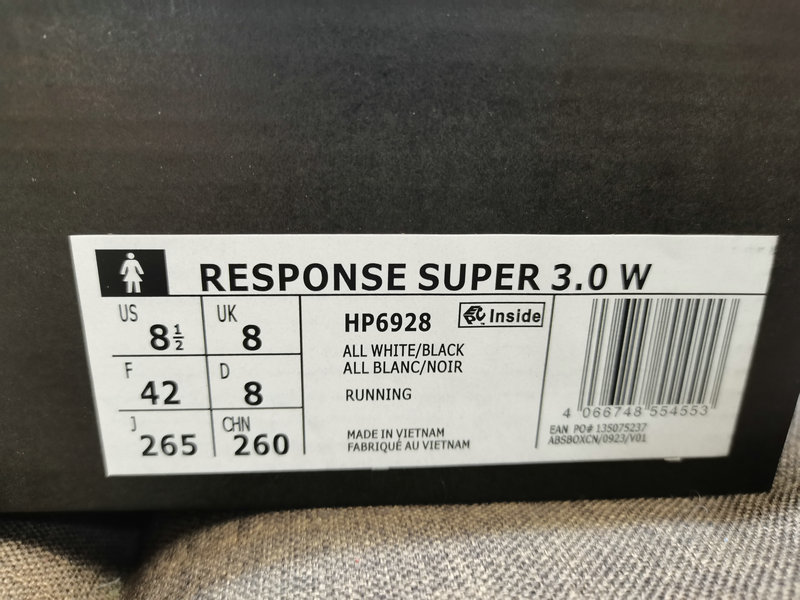 RESPONSE SUPER 3.0 W
US 8½ UK 8
F 42 D 8
J 265 CHN 260
HP6928 Inside
ALL WHITE/BLACK
ALL BLANC/NOIR
RUNNING
MADE IN VIETNAM
FABRIQUÉ AU VIETNAM
4 066748 554553
EAN PO# 135075237
ABSBOXCN/0923/V01